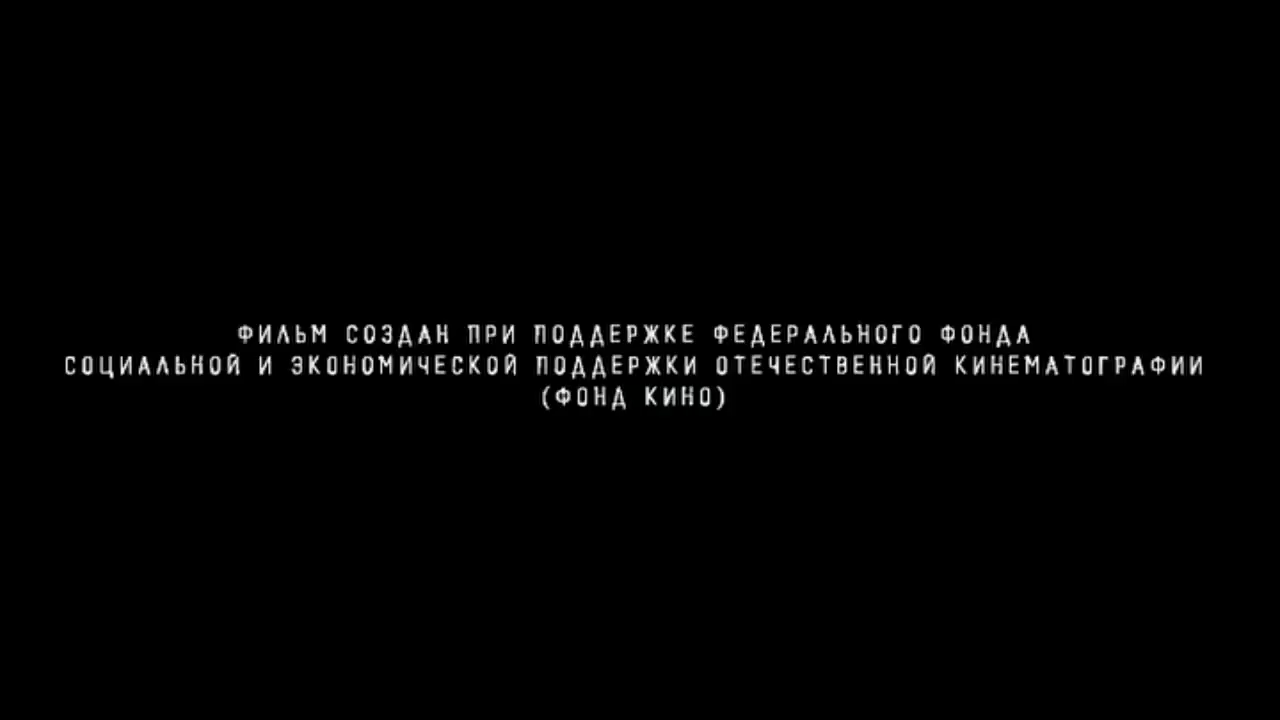 ФИЛЬМ СОЗДАН ПРИ ПОДДЕРЖКЕ ФЕДЕРАЛЬНОГО ФОНДА
СОЦИАЛЬНОЙ И ЭКОНОМИЧЕСКОЙ ПОДДЕРЖКИ ОТЕЧЕСТВЕННОЙ КИНЕМАТОГРАФИИ
(ФОНД КИНО)